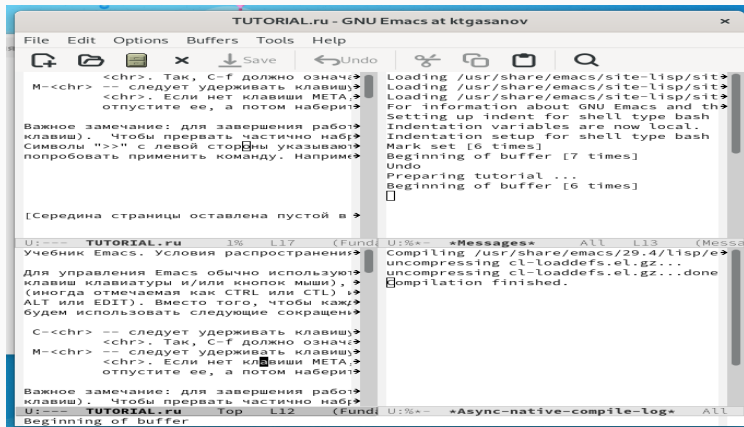 TUTORIAL.ru - GNU Emacs at ktgasanov
File Edit Options Buffers Tools Help
Save Undo
<chr>. Так, C-f должно означа
M-<chr> -- следует удерживать клавишу
<chr>. Если нет клавиши META,
отпустите ее, а потом наберит
Важное замечание: для завершения работ
клавиш). Чтобы прервать частично набр
Символы ">>" с левой стороны указывают
попробовать применить команду. Наприме
[Середина страницы оставлена пустой в
U:--- TUTORIAL.ru 1% L17 (Funda
Loading /usr/share/emacs/site-lisp/sit
Loading /usr/share/emacs/site-lisp/sit
Loading /usr/share/emacs/site-lisp/sit
For information about GNU Emacs and th
Setting up indent for shell type bash
Indentation variables are now local.
Indentation setup for shell type bash
Mark set [6 times]
Beginning of buffer [7 times]
Undo
Preparing tutorial ...
Beginning of buffer [6 times]
U:%*- *Messages* All L13 (Messa
Учебник Emacs. Условия распространения
Для управления Emacs обычно использует
клавиш клавиатуры и/или кнопок мыши),
(иногда отмечаемая как CTRL или CTL) и
ALT или EDIT). Вместо того, чтобы кажд
будем использовать следующие сокращени
C-<chr> -- следует удерживать клавишу
<chr>. Так, C-f должно означа
M-<chr> -- следует удерживать клавишу
<chr>. Если нет клавиши META,
отпустите ее, а потом наберит
Важное замечание: для завершения работ
клавиш). Чтобы прервать частично набр
U:--- TUTORIAL.ru Top L12 (Funda
Compiling /usr/share/emacs/29.4/lisp/e
uncompressing cl-loaddefs.el.gz...
uncompressing cl-loaddefs.el.gz...done
Compilation finished.
U:%*- *Async-native-compile-log* All
Beginning of buffer